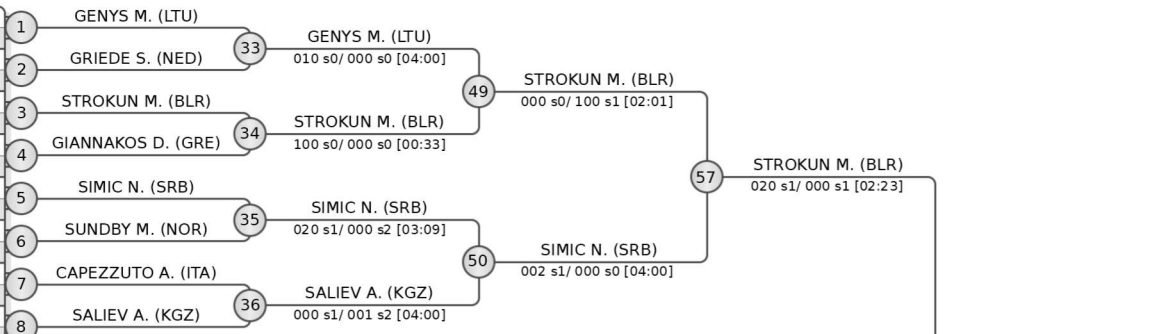 1
GENYS M. (LTU)
2
GRIEDE S. (NED)
33
GENYS M. (LTU)
010 s0/ 000 s0 [04:00]
3
STROKUN M. (BLR)
4
GIANNAKOS D. (GRE)
34
STROKUN M. (BLR)
100 s0/ 000 s0 [00:33]
49
STROKUN M. (BLR)
000 s0/ 100 s1 [02:01]
5
SIMIC N. (SRB)
6
SUNDBY M. (NOR)
35
SIMIC N. (SRB)
020 s1/ 000 s2 [03:09]
7
CAPEZZUTO A. (ITA)
8
SALIEV A. (KGZ)
36
SALIEV A. (KGZ)
000 s1/ 001 s2 [04:00]
50
SIMIC N. (SRB)
002 s1/ 000 s0 [04:00]
57
STROKUN M. (BLR)
020 s1/ 000 s1 [02:23]